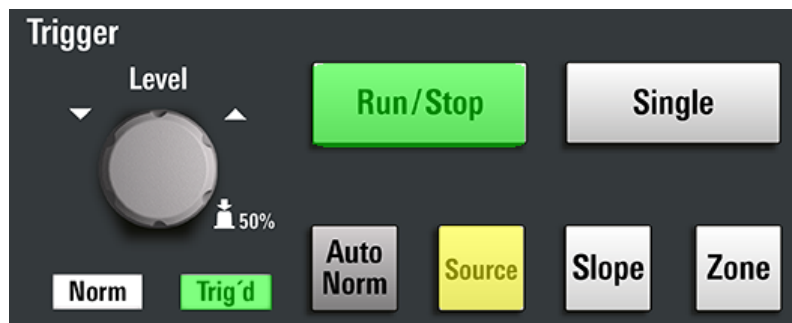 Trigger
Level
Run/Stop
Single
50%
Auto
Norm
Source
Slope
Zone
Norm
Trig´d